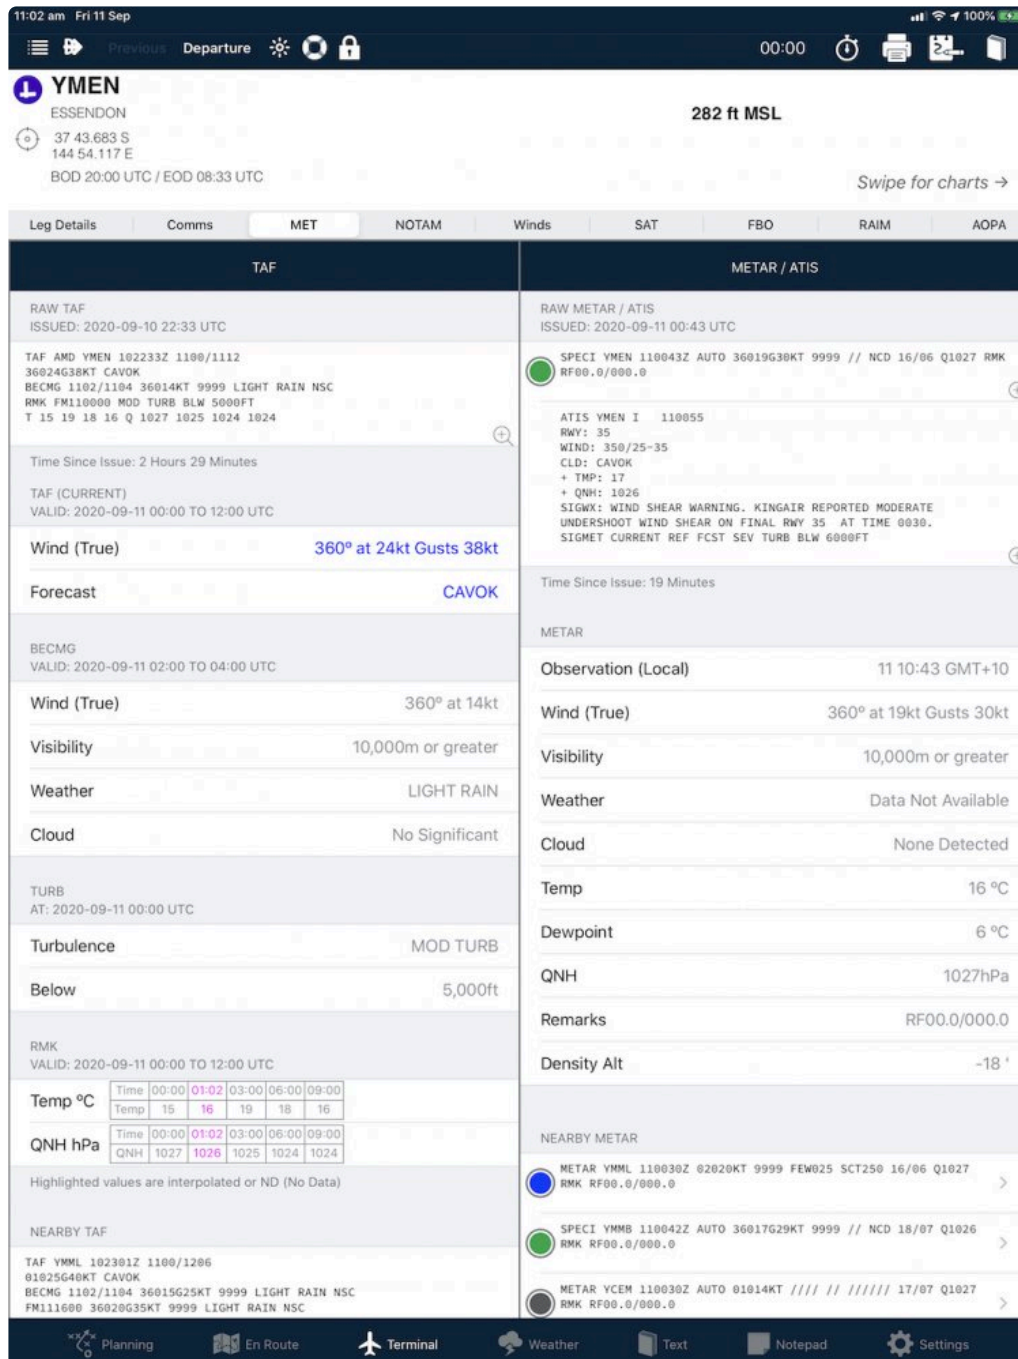 11:02 am Fri 11 Sep
100%
Previous
Departure
00:00
YMEN
ESSENDON
282 ft MSL
37 43.683 S
144 54.117 E
BOD 20:00 UTC / EOD 08:33 UTC
Swipe for charts →
Leg Details
Comms
MET
NOTAM
Winds
SAT
FBO
RAIM
AOPA
TAF
RAW TAF
ISSUED: 2020-09-10 22:33 UTC
TAF AMD YMEN 102233Z 1100/1112
36024G38KT CAVOK
BECMG 1102/1104 36014KT 9999 LIGHT RAIN NSC
RMK FM110000 MOD TURB BLW 5000FT
T 15 19 18 16 Q 1027 1025 1024 1024
Time Since Issue: 2 Hours 29 Minutes
TAF (CURRENT)
VALID: 2020-09-11 00:00 TO 12:00 UTC
Wind (True) 360º at 24kt Gusts 38kt
Forecast CAVOK
BECMG
VALID: 2020-09-11 02:00 TO 04:00 UTC
Wind (True) 360º at 14kt
Visibility 10,000m or greater
Weather LIGHT RAIN
Cloud No Significant
TURB
AT: 2020-09-11 00:00 UTC
Turbulence MOD TURB
Below 5,000ft
RMK
VALID: 2020-09-11 00:00 TO 12:00 UTC
Temp ºC
Time 00:00 01:02 03:00 06:00 09:00
Temp 15 16 19 18 16
QNH hPa
Time 00:00 01:02 03:00 06:00 09:00
QNH 1027 1026 1025 1024 1024
Highlighted values are interpolated or ND (No Data)
NEARBY TAF
TAF YMML 102301Z 1100/1206
01025G40KT CAVOK
BECMG 1102/1104 36015G25KT 9999 LIGHT RAIN NSC
FM111600 36020G35KT 9999 LIGHT RAIN NSC
METAR / ATIS
RAW METAR / ATIS
ISSUED: 2020-09-11 00:43 UTC
SPECI YMEN 110043Z AUTO 36019G30KT 9999 // NCD 16/06 Q1027 RMK
RF00.0/000.0
ATIS YMEN I 110055
RWY: 35
WIND: 350/25-35
CLD: CAVOK
+ TMP: 17
+ QNH: 1026
SIGWX: WIND SHEAR WARNING. KINGAIR REPORTED MODERATE
UNDERSHOOT WIND SHEAR ON FINAL RWY 35 AT TIME 0030.
SIGMET CURRENT REF FCST SEV TURB BLW 6000FT
Time Since Issue: 19 Minutes
METAR
Observation (Local) 11 10:43 GMT+10
Wind (True) 360º at 19kt Gusts 30kt
Visibility 10,000m or greater
Weather Data Not Available
Cloud None Detected
Temp 16 ºC
Dewpoint 6 ºC
QNH 1027hPa
Remarks RF00.0/000.0
Density Alt -18 '
NEARBY METAR
METAR YMML 110030Z 02020KT 9999 FEW025 SCT250 16/06 Q1027
RMK RF00.0/000.0
SPECI YMMB 110042Z AUTO 36017G29KT 9999 // NCD 18/07 Q1026
RMK RF00.0/000.0
METAR YCEM 110030Z AUTO 01014KT //// // ////// 17/07 Q1027
RMK RF00.0/000.0
Planning
En Route
Terminal
Weather
Text
Notepad
Settings